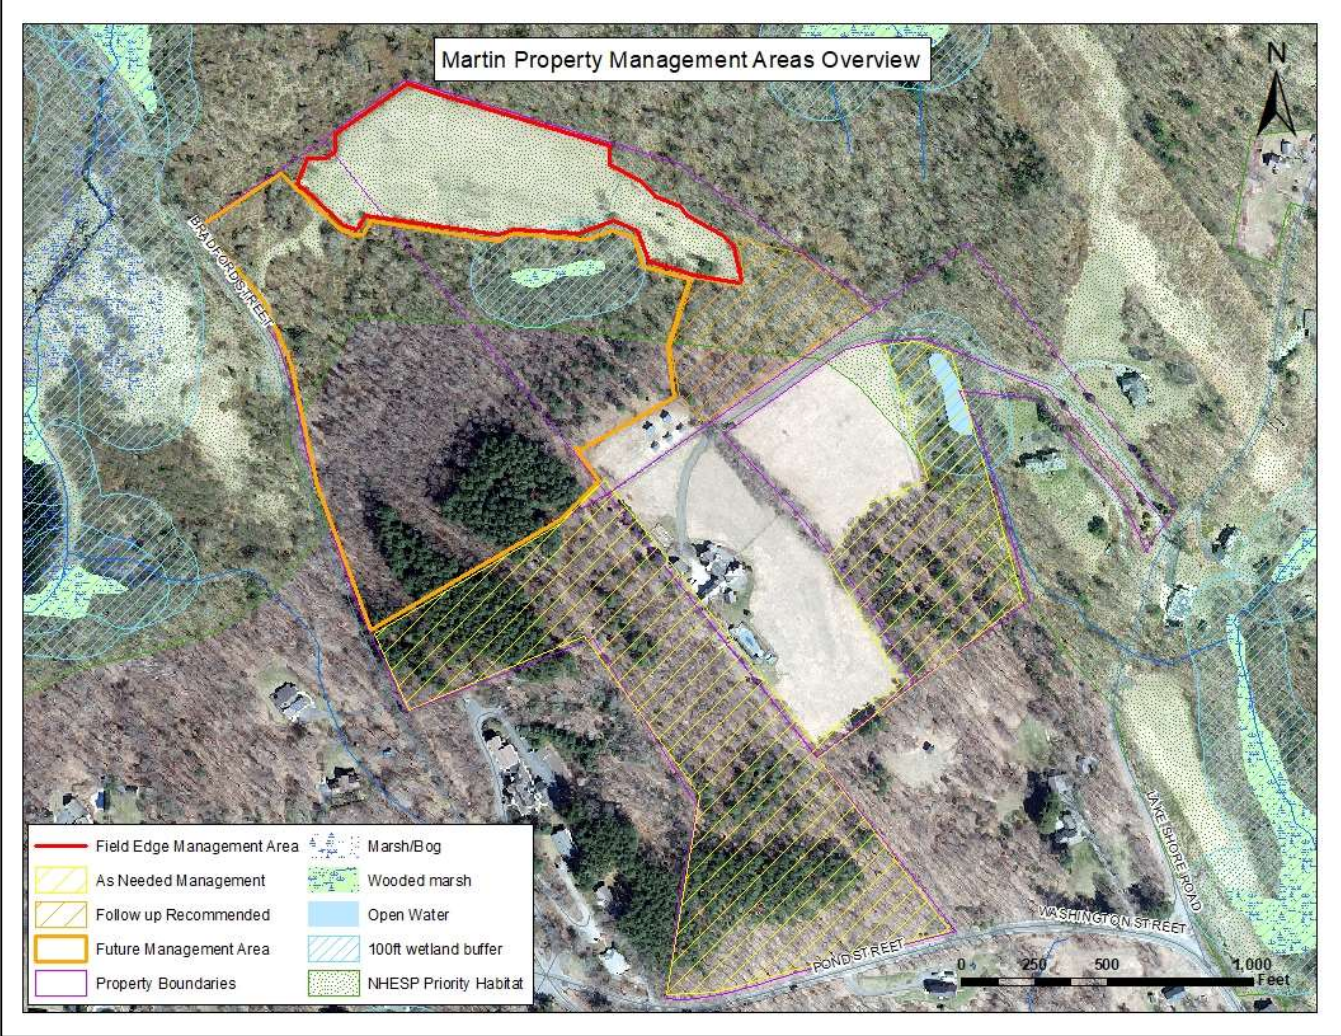 Martin Property Management Areas Overview
N
BRADFORD STREET
LAKE SHORE ROAD
WASHINGTON STREET
POND STREET
0 250 500 1,000
Feet
Field Edge Management Area
As Needed Management
Follow up Recommended
Future Management Area
Property Boundaries
Marsh/Bog
Wooded marsh
Open Water
100ft wetland buffer
NHESP Priority Habitat